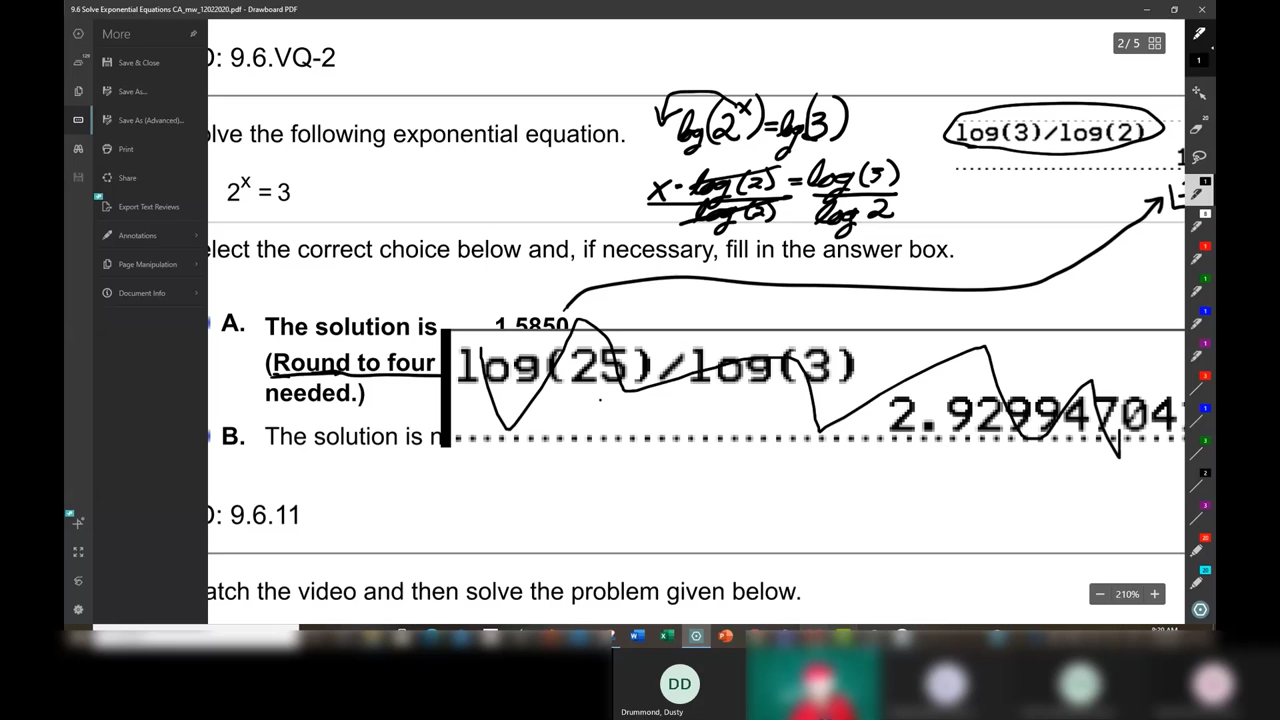 9.6 Solve Exponential Equations CA_mw_12022020.pdf - Drawboard PDF
More
Save & Close
Save As...
Save As (Advanced)...
Print
Share
Export Text Reviews
Annotations
Page Manipulation
Document Info
D: 9.6.VQ-2
2 / 5
olve the following exponential equation.
log(2^x)=log(3)
log(3)/log(2)
2^x = 3
x · log(2) = log(3)
log(2) log 2
elect the correct choice below and, if necessary, fill in the answer box.
A. The solution is 1.5850
(Round to four
needed.)
log(25)/log(3)
2.929947041
B. The solution is n
D: 9.6.11
atch the video and then solve the problem given below.
210%
DD
Drummond, Dusty